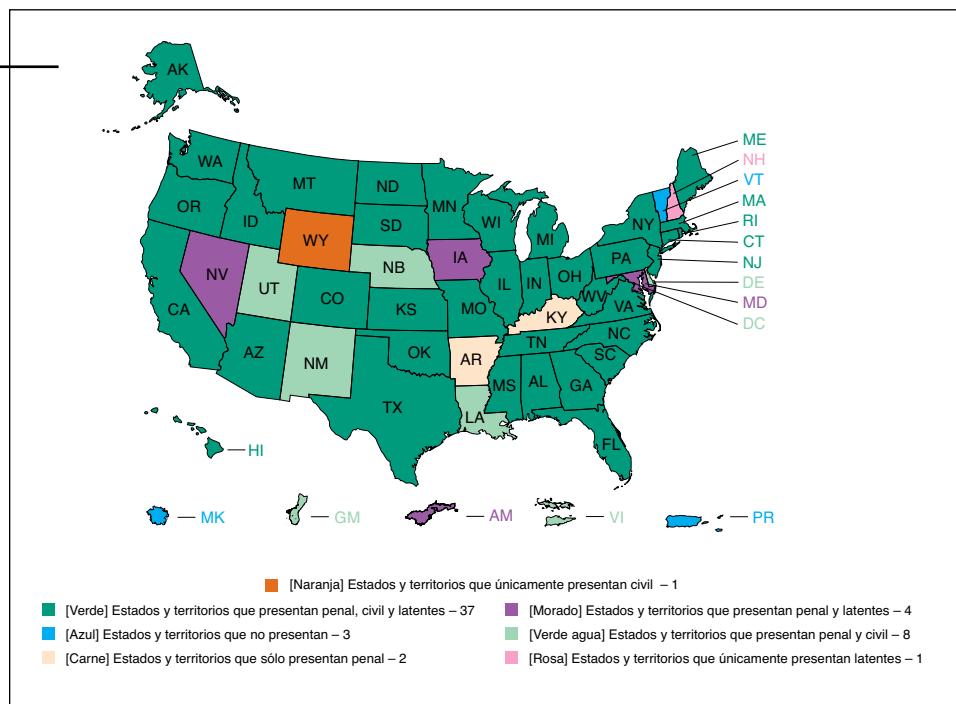 AK
WA
MT
ND
MN
OR
ID
WY
SD
WI
MI
NY
ME
NH
VT
MA
RI
CT
NJ
DE
MD
DC
NV
UT
NB
IA
IL
IN
OH
PA
CA
CO
KS
MO
KY
WV
VA
AZ
NM
OK
AR
TN
NC
SC
TX
LA
MS
AL
GA
FL
HI
MK
GM
AM
VI
PR
[Naranja] Estados y territorios que únicamente presentan civil – 1
[Verde] Estados y territorios que presentan penal, civil y latentes – 37
[Morado] Estados y territorios que presentan penal y latentes – 4
[Azul] Estados y territorios que no presentan – 3
[Verde agua] Estados y territorios que presentan penal y civil – 8
[Carne] Estados y territorios que sólo presentan penal – 2
[Rosa] Estados y territorios que únicamente presentan latentes – 1